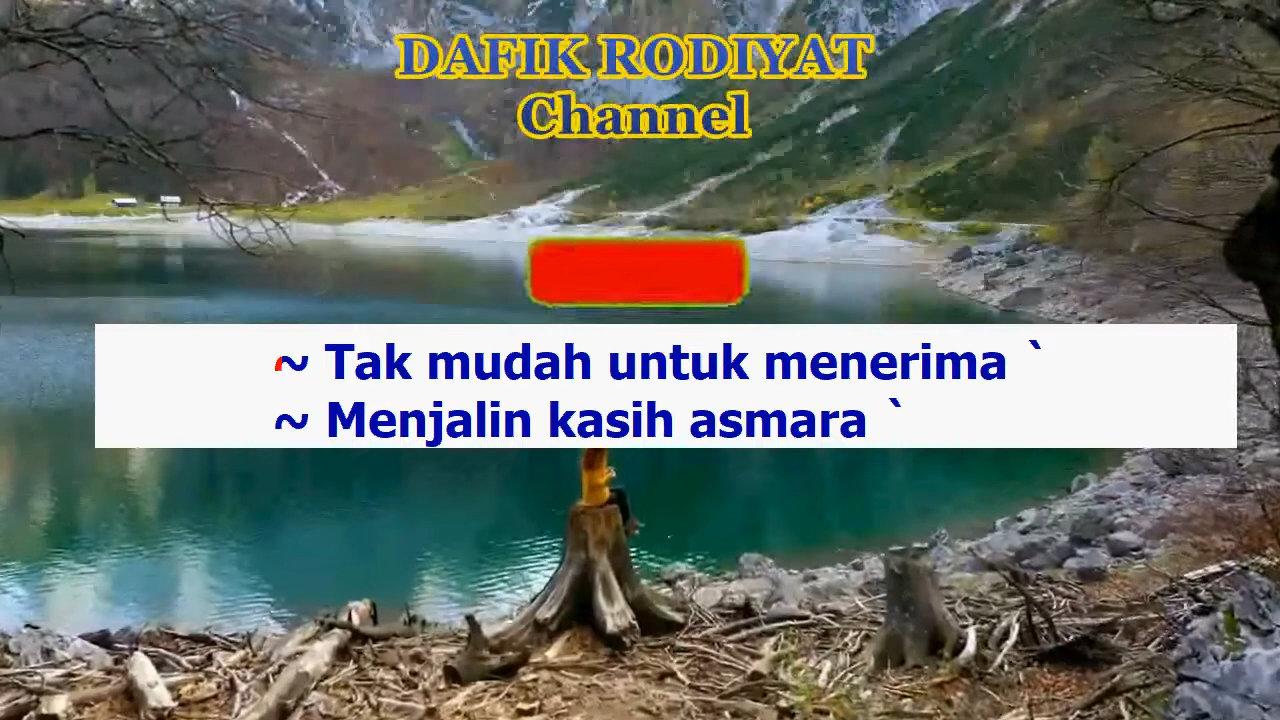 DAFIK RODIYAT
Channel
~ Tak mudah untuk menerima `
~ Menjalin kasih asmara `